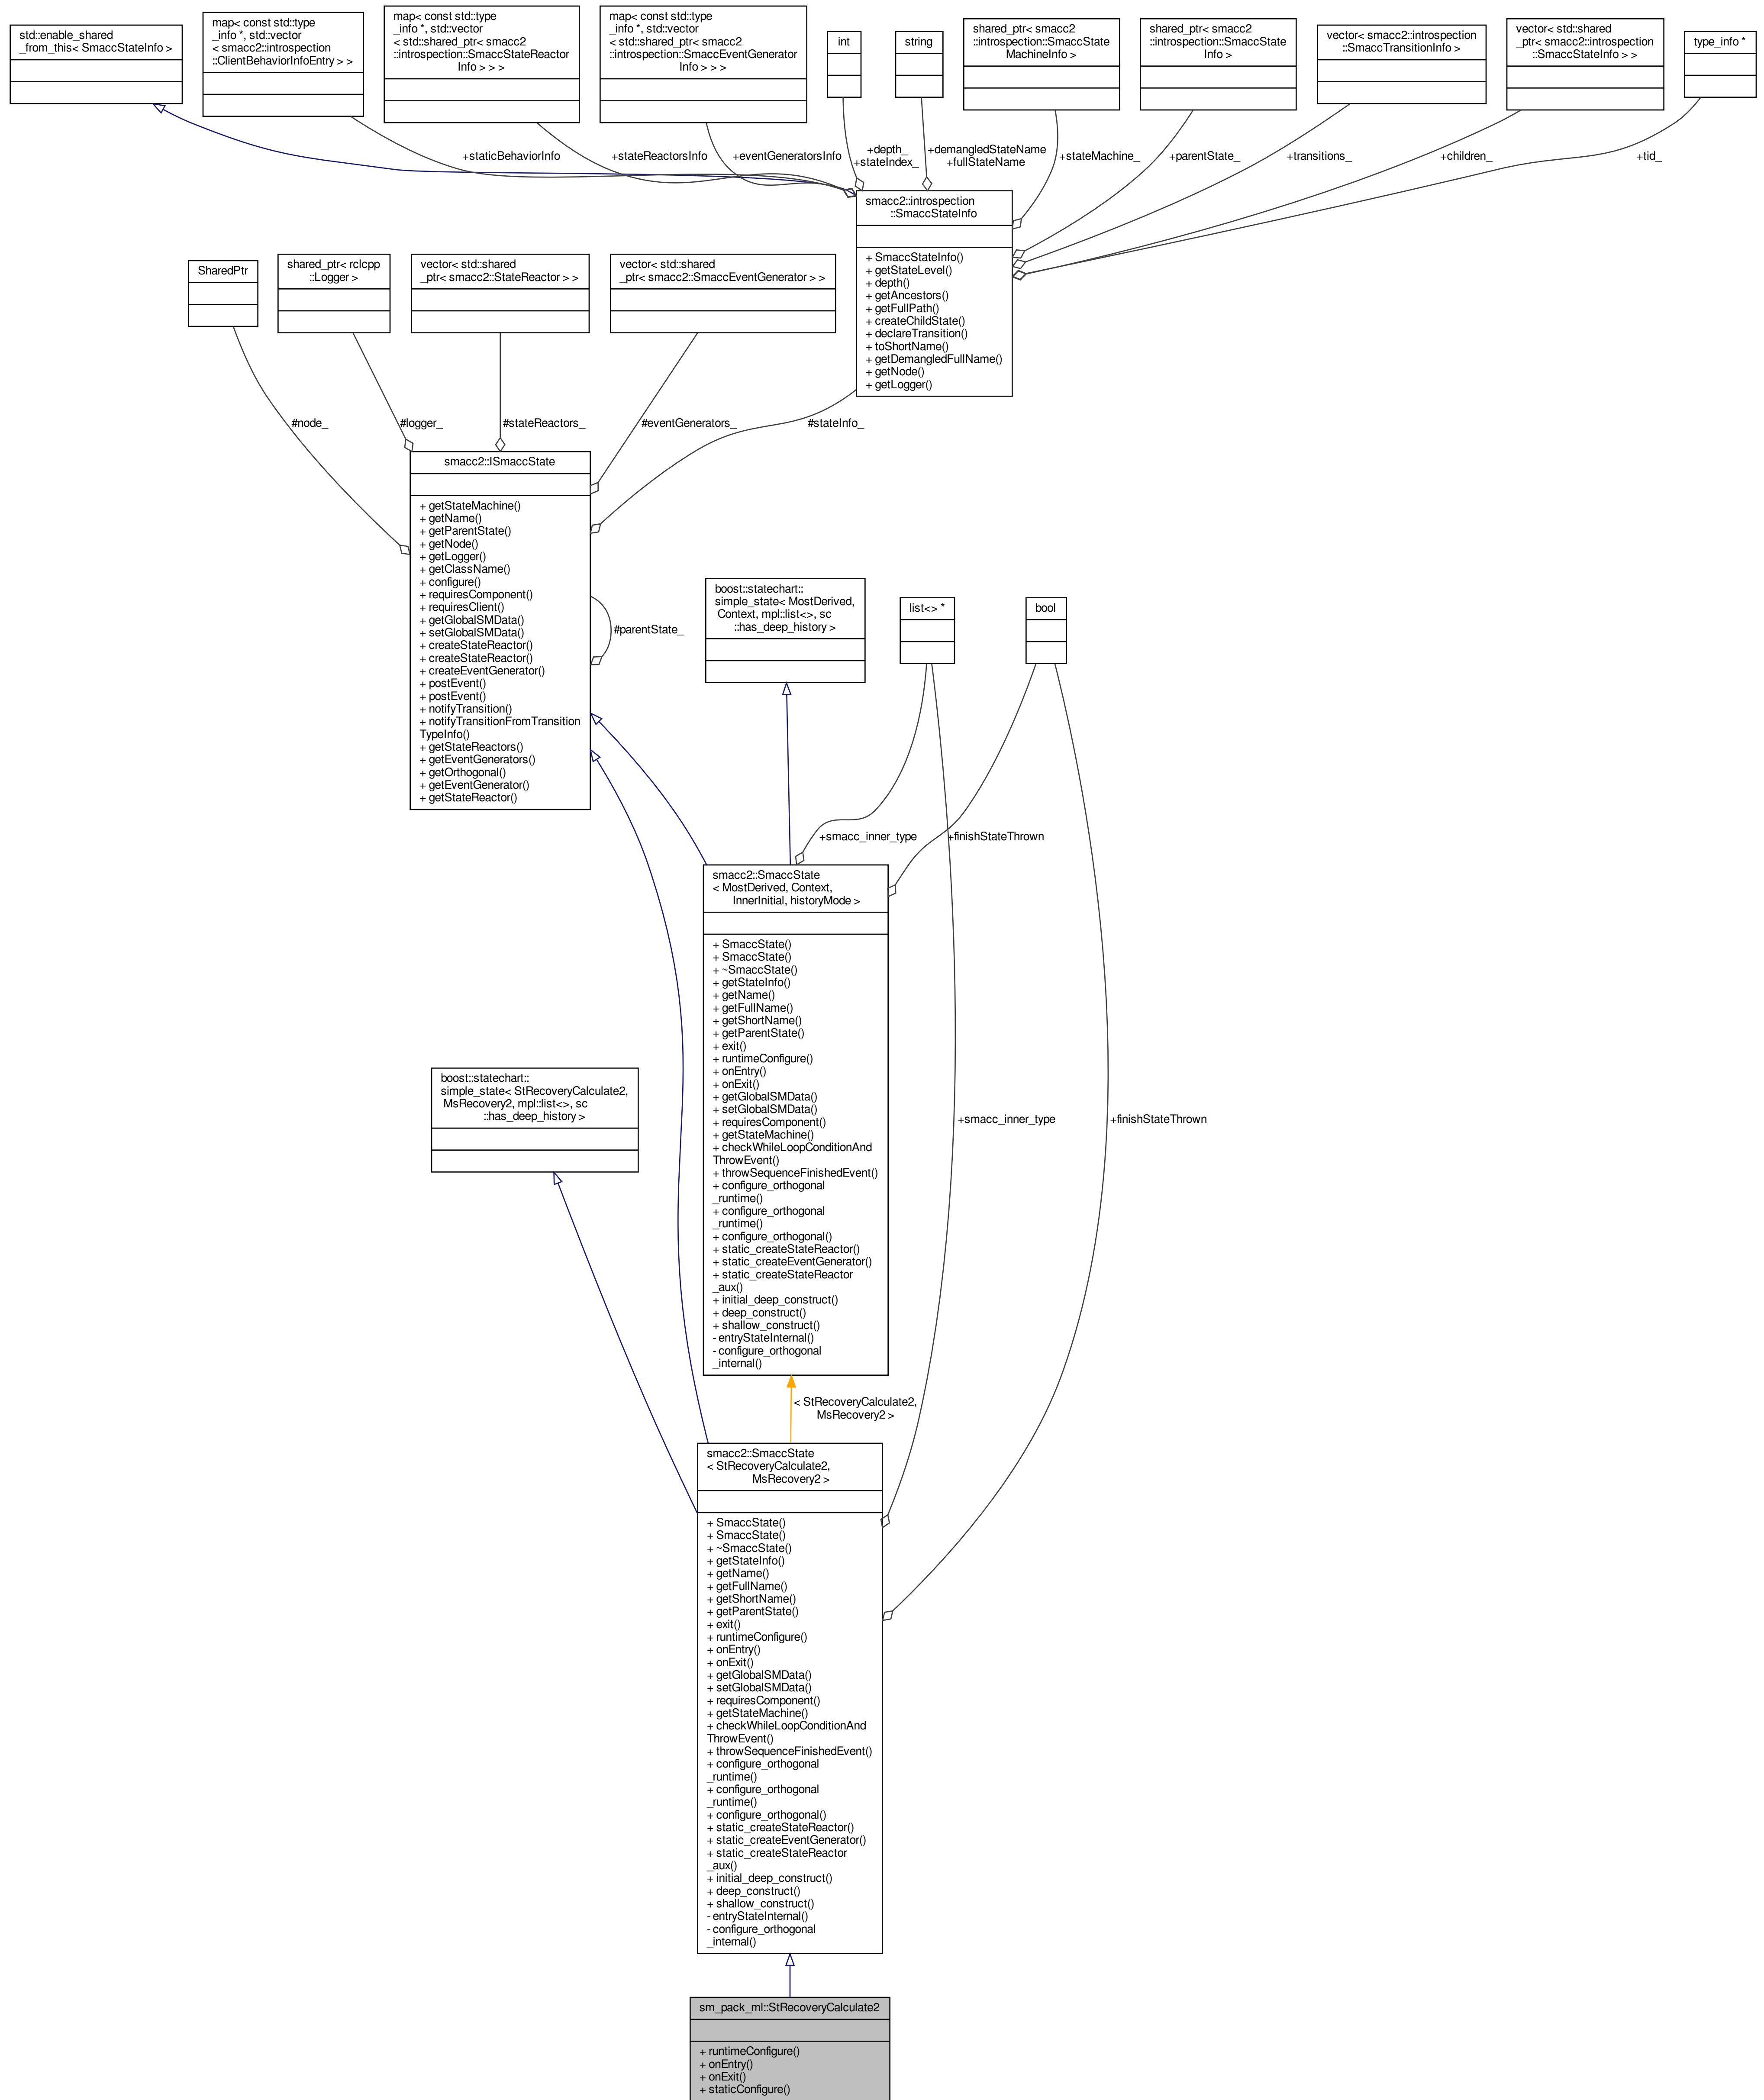 std::enable_shared
_from_this< SmaccStateInfo >
map< const std::type
_info *, std::vector
< smacc2::introspection
::ClientBehaviorInfoEntry > >
map< const std::type
_info *, std::vector
< std::shared_ptr< smacc2
::introspection::SmaccStateReactor
Info > > >
map< const std::type
_info *, std::vector
< std::shared_ptr< smacc2
::introspection::SmaccEventGenerator
Info > > >
int
string
shared_ptr< smacc2
::introspection::SmaccState
MachineInfo >
shared_ptr< smacc2
::introspection::SmaccState
Info >
vector< smacc2::introspection
::SmaccTransitionInfo >
vector< std::shared
_ptr< smacc2::introspection
::SmaccStateInfo > >
type_info *
+staticBehaviorInfo
+stateReactorsInfo
+eventGeneratorsInfo
+depth_
+stateIndex_
+demangledStateName
+fullStateName
+stateMachine_
+parentState_
+transitions_
+children_
+tid_
smacc2::introspection
::SmaccStateInfo
+ SmaccStateInfo()
+ getStateLevel()
+ depth()
+ getAncestors()
+ getFullPath()
+ createChildState()
+ declareTransition()
+ toShortName()
+ getDemangledFullName()
+ getNode()
+ getLogger()
SharedPtr
shared_ptr< rclcpp
::Logger >
vector< std::shared
_ptr< smacc2::StateReactor > >
vector< std::shared
_ptr< smacc2::SmaccEventGenerator > >
#node_
#logger_
#stateReactors_
#eventGenerators_
#stateInfo_
smacc2::ISmaccState
+ getStateMachine()
+ getName()
+ getParentState()
+ getNode()
+ getLogger()
+ getClassName()
+ configure()
+ requiresComponent()
+ requiresClient()
+ getGlobalSMData()
+ setGlobalSMData()
+ createStateReactor()
+ createStateReactor()
+ createEventGenerator()
+ postEvent()
+ postEvent()
+ notifyTransition()
+ notifyTransitionFromTransition
TypeInfo()
+ getStateReactors()
+ getEventGenerators()
+ getOrthogonal()
+ getEventGenerator()
+ getStateReactor()
#parentState_
boost::statechart::
simple_state< MostDerived,
Context, mpl::list<>, sc
::has_deep_history >
list<> *
bool
+smacc_inner_type
+finishStateThrown
smacc2::SmaccState
< MostDerived, Context,
InnerInitial, historyMode >
+ SmaccState()
+ SmaccState()
+ ~SmaccState()
+ getStateInfo()
+ getName()
+ getFullName()
+ getShortName()
+ getParentState()
+ exit()
+ runtimeConfigure()
+ onEntry()
+ onExit()
+ getGlobalSMData()
+ setGlobalSMData()
+ requiresComponent()
+ getStateMachine()
+ checkWhileLoopConditionAnd
ThrowEvent()
+ throwSequenceFinishedEvent()
+ configure_orthogonal
_runtime()
+ configure_orthogonal
_runtime()
+ configure_orthogonal()
+ static_createStateReactor()
+ static_createEventGenerator()
+ static_createStateReactor
_aux()
+ initial_deep_construct()
+ deep_construct()
+ shallow_construct()
- entryStateInternal()
- configure_orthogonal
_internal()
boost::statechart::
simple_state< StRecoveryCalculate2,
MsRecovery2, mpl::list<>, sc
::has_deep_history >
+smacc_inner_type
+finishStateThrown
< StRecoveryCalculate2,
MsRecovery2 >
smacc2::SmaccState
< StRecoveryCalculate2,
MsRecovery2 >
+ SmaccState()
+ SmaccState()
+ ~SmaccState()
+ getStateInfo()
+ getName()
+ getFullName()
+ getShortName()
+ getParentState()
+ exit()
+ runtimeConfigure()
+ onEntry()
+ onExit()
+ getGlobalSMData()
+ setGlobalSMData()
+ requiresComponent()
+ getStateMachine()
+ checkWhileLoopConditionAnd
ThrowEvent()
+ throwSequenceFinishedEvent()
+ configure_orthogonal
_runtime()
+ configure_orthogonal
_runtime()
+ configure_orthogonal()
+ static_createStateReactor()
+ static_createEventGenerator()
+ static_createStateReactor
_aux()
+ initial_deep_construct()
+ deep_construct()
+ shallow_construct()
- entryStateInternal()
- configure_orthogonal
_internal()
sm_pack_ml::StRecoveryCalculate2
+ runtimeConfigure()
+ onEntry()
+ onExit()
+ staticConfigure()